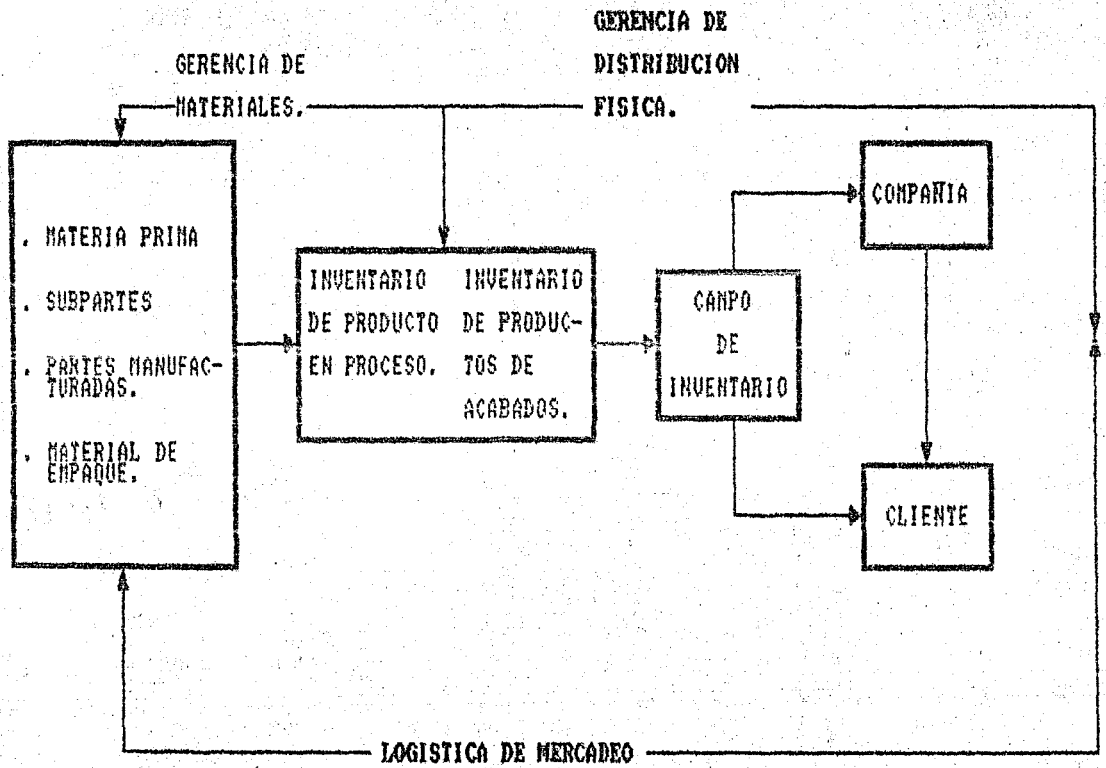 GERENCIA DE
DISTRIBUCION
FISICA.
GERENCIA DE
MATERIALES.
. MATERIA PRIMA
. SUBPARTES
. PARTES MANUFAC-
TURADAS.
. MATERIAL DE
EMPAQUE.
INVENTARIO
DE PRODUCTO
EN PROCESO.
INVENTARIO
DE PRODUC-
TOS DE
ACABADOS.
CAMPO
DE
INVENTARIO
COMPAÑIA
CLIENTE
LOGISTICA DE MERCADEO